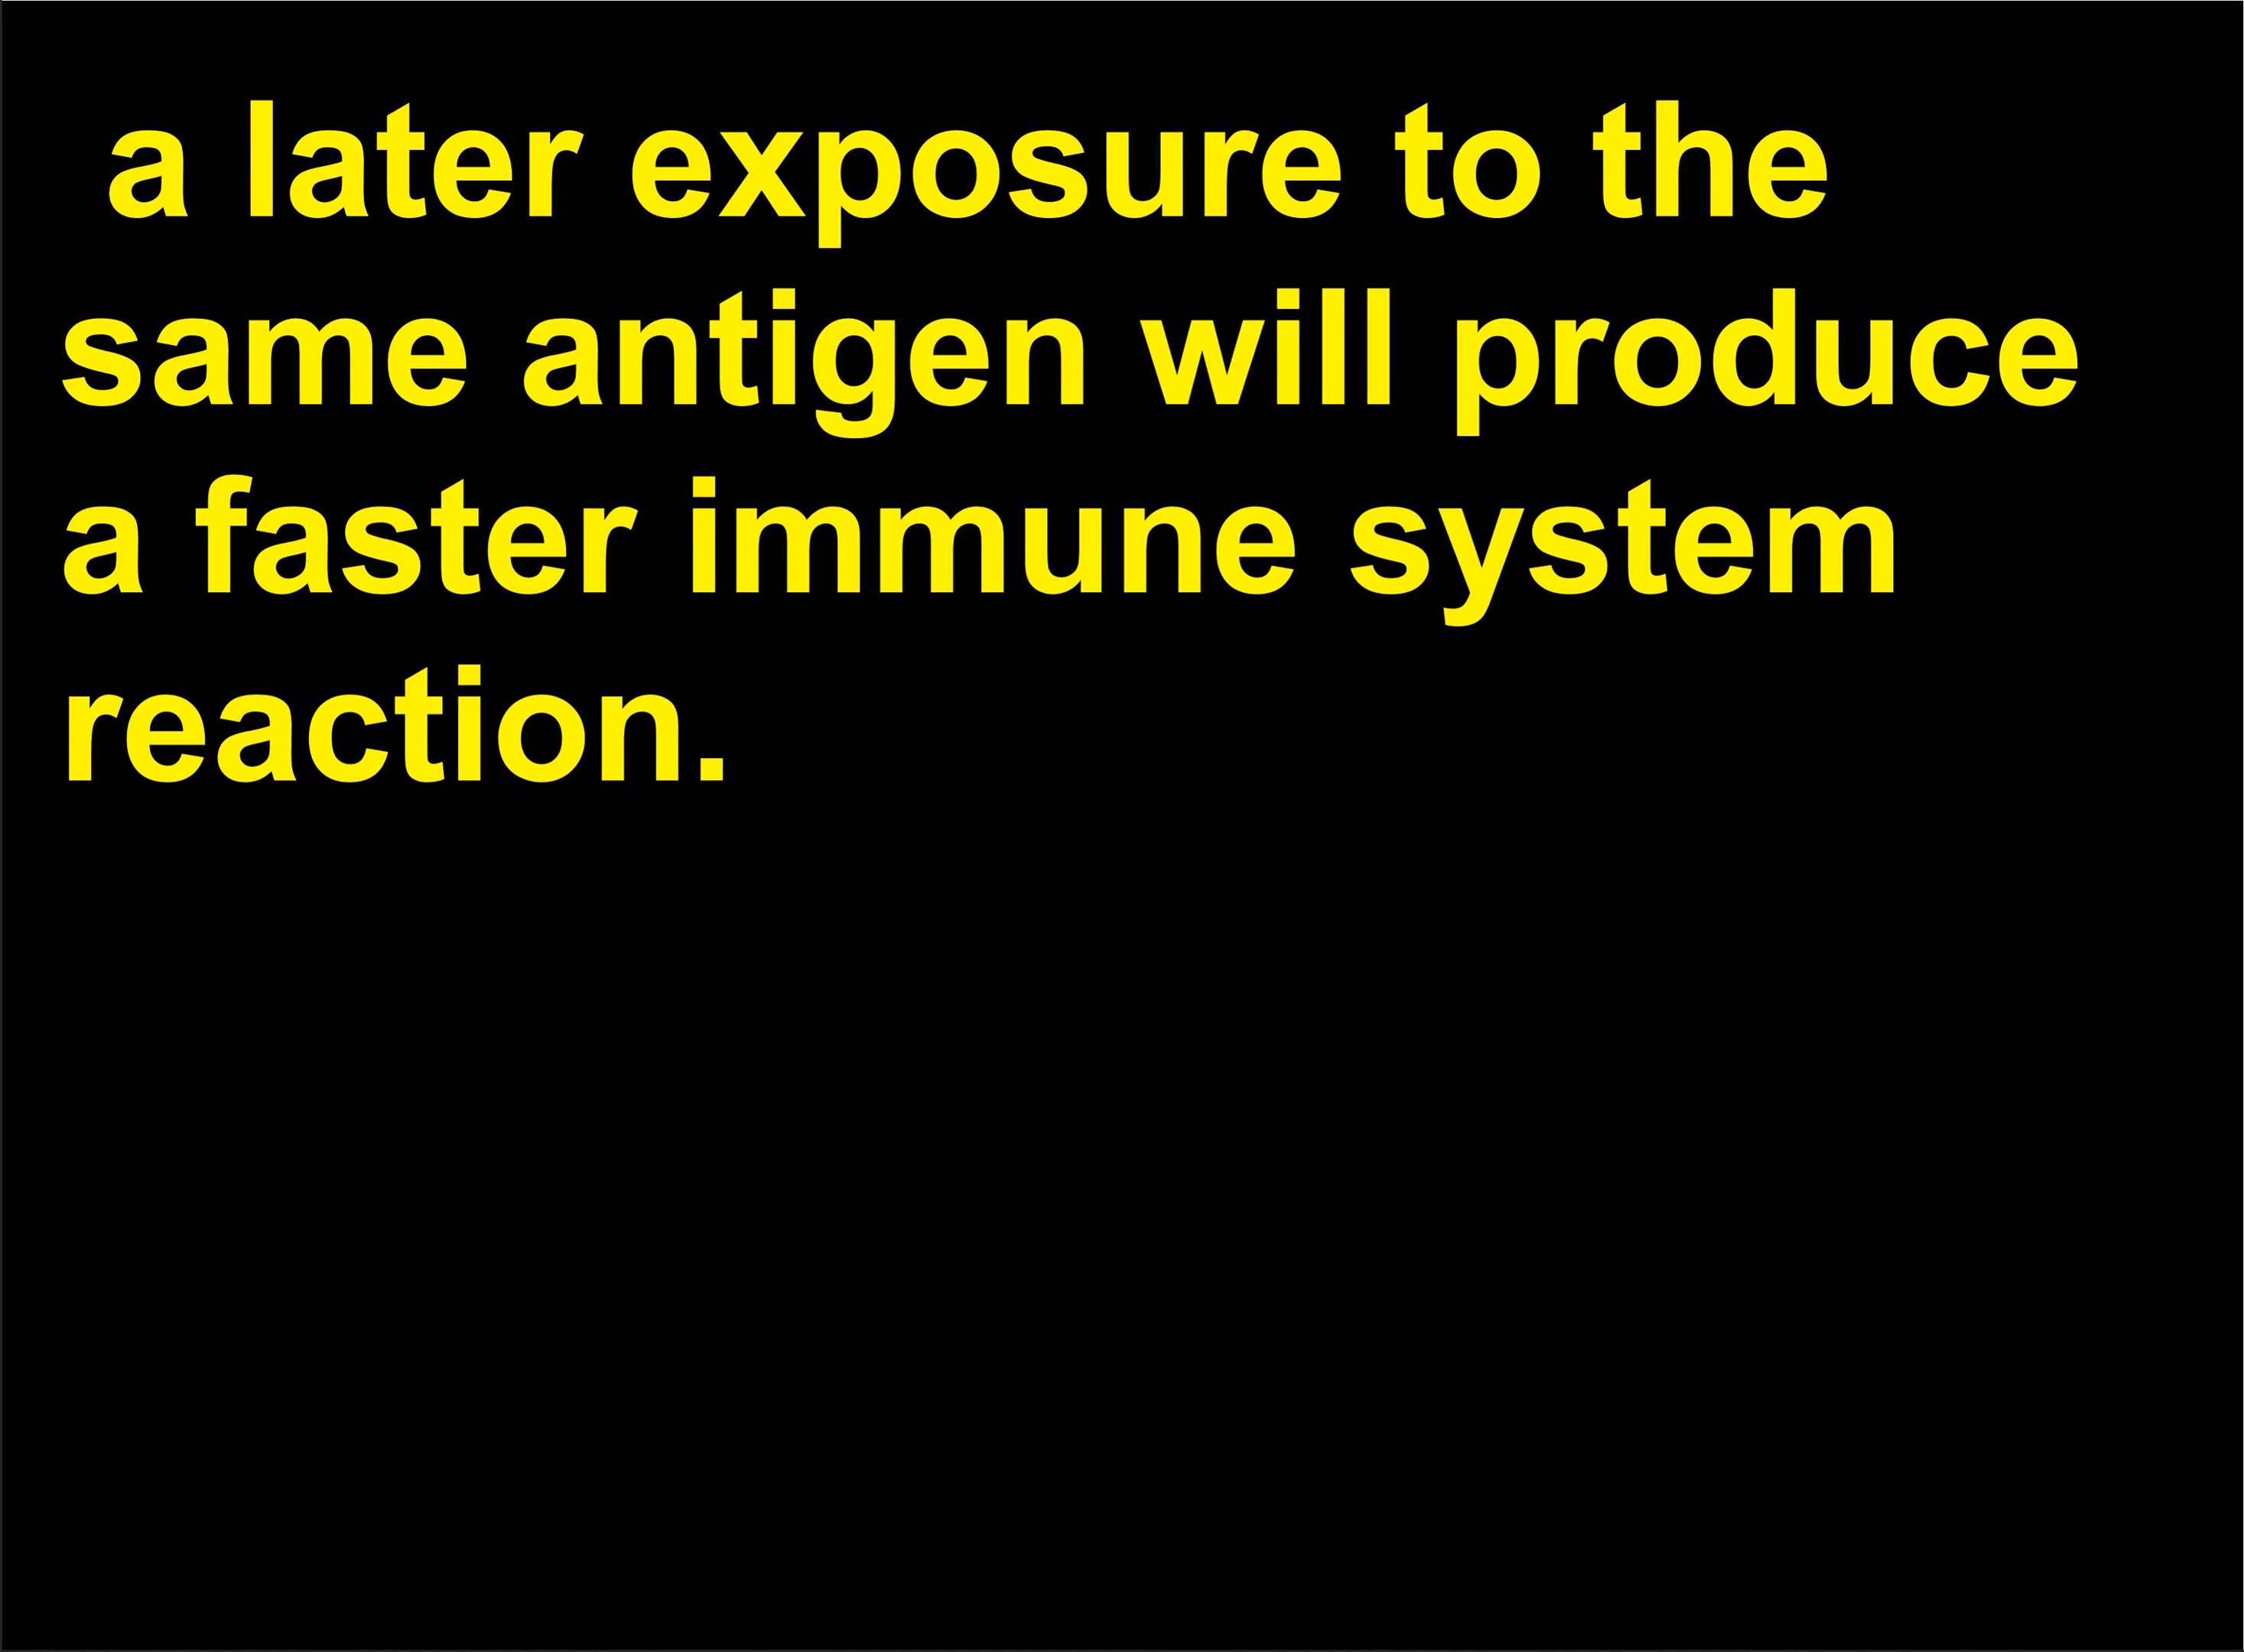 a later exposure to the
same antigen will produce
a faster immune system
reaction.